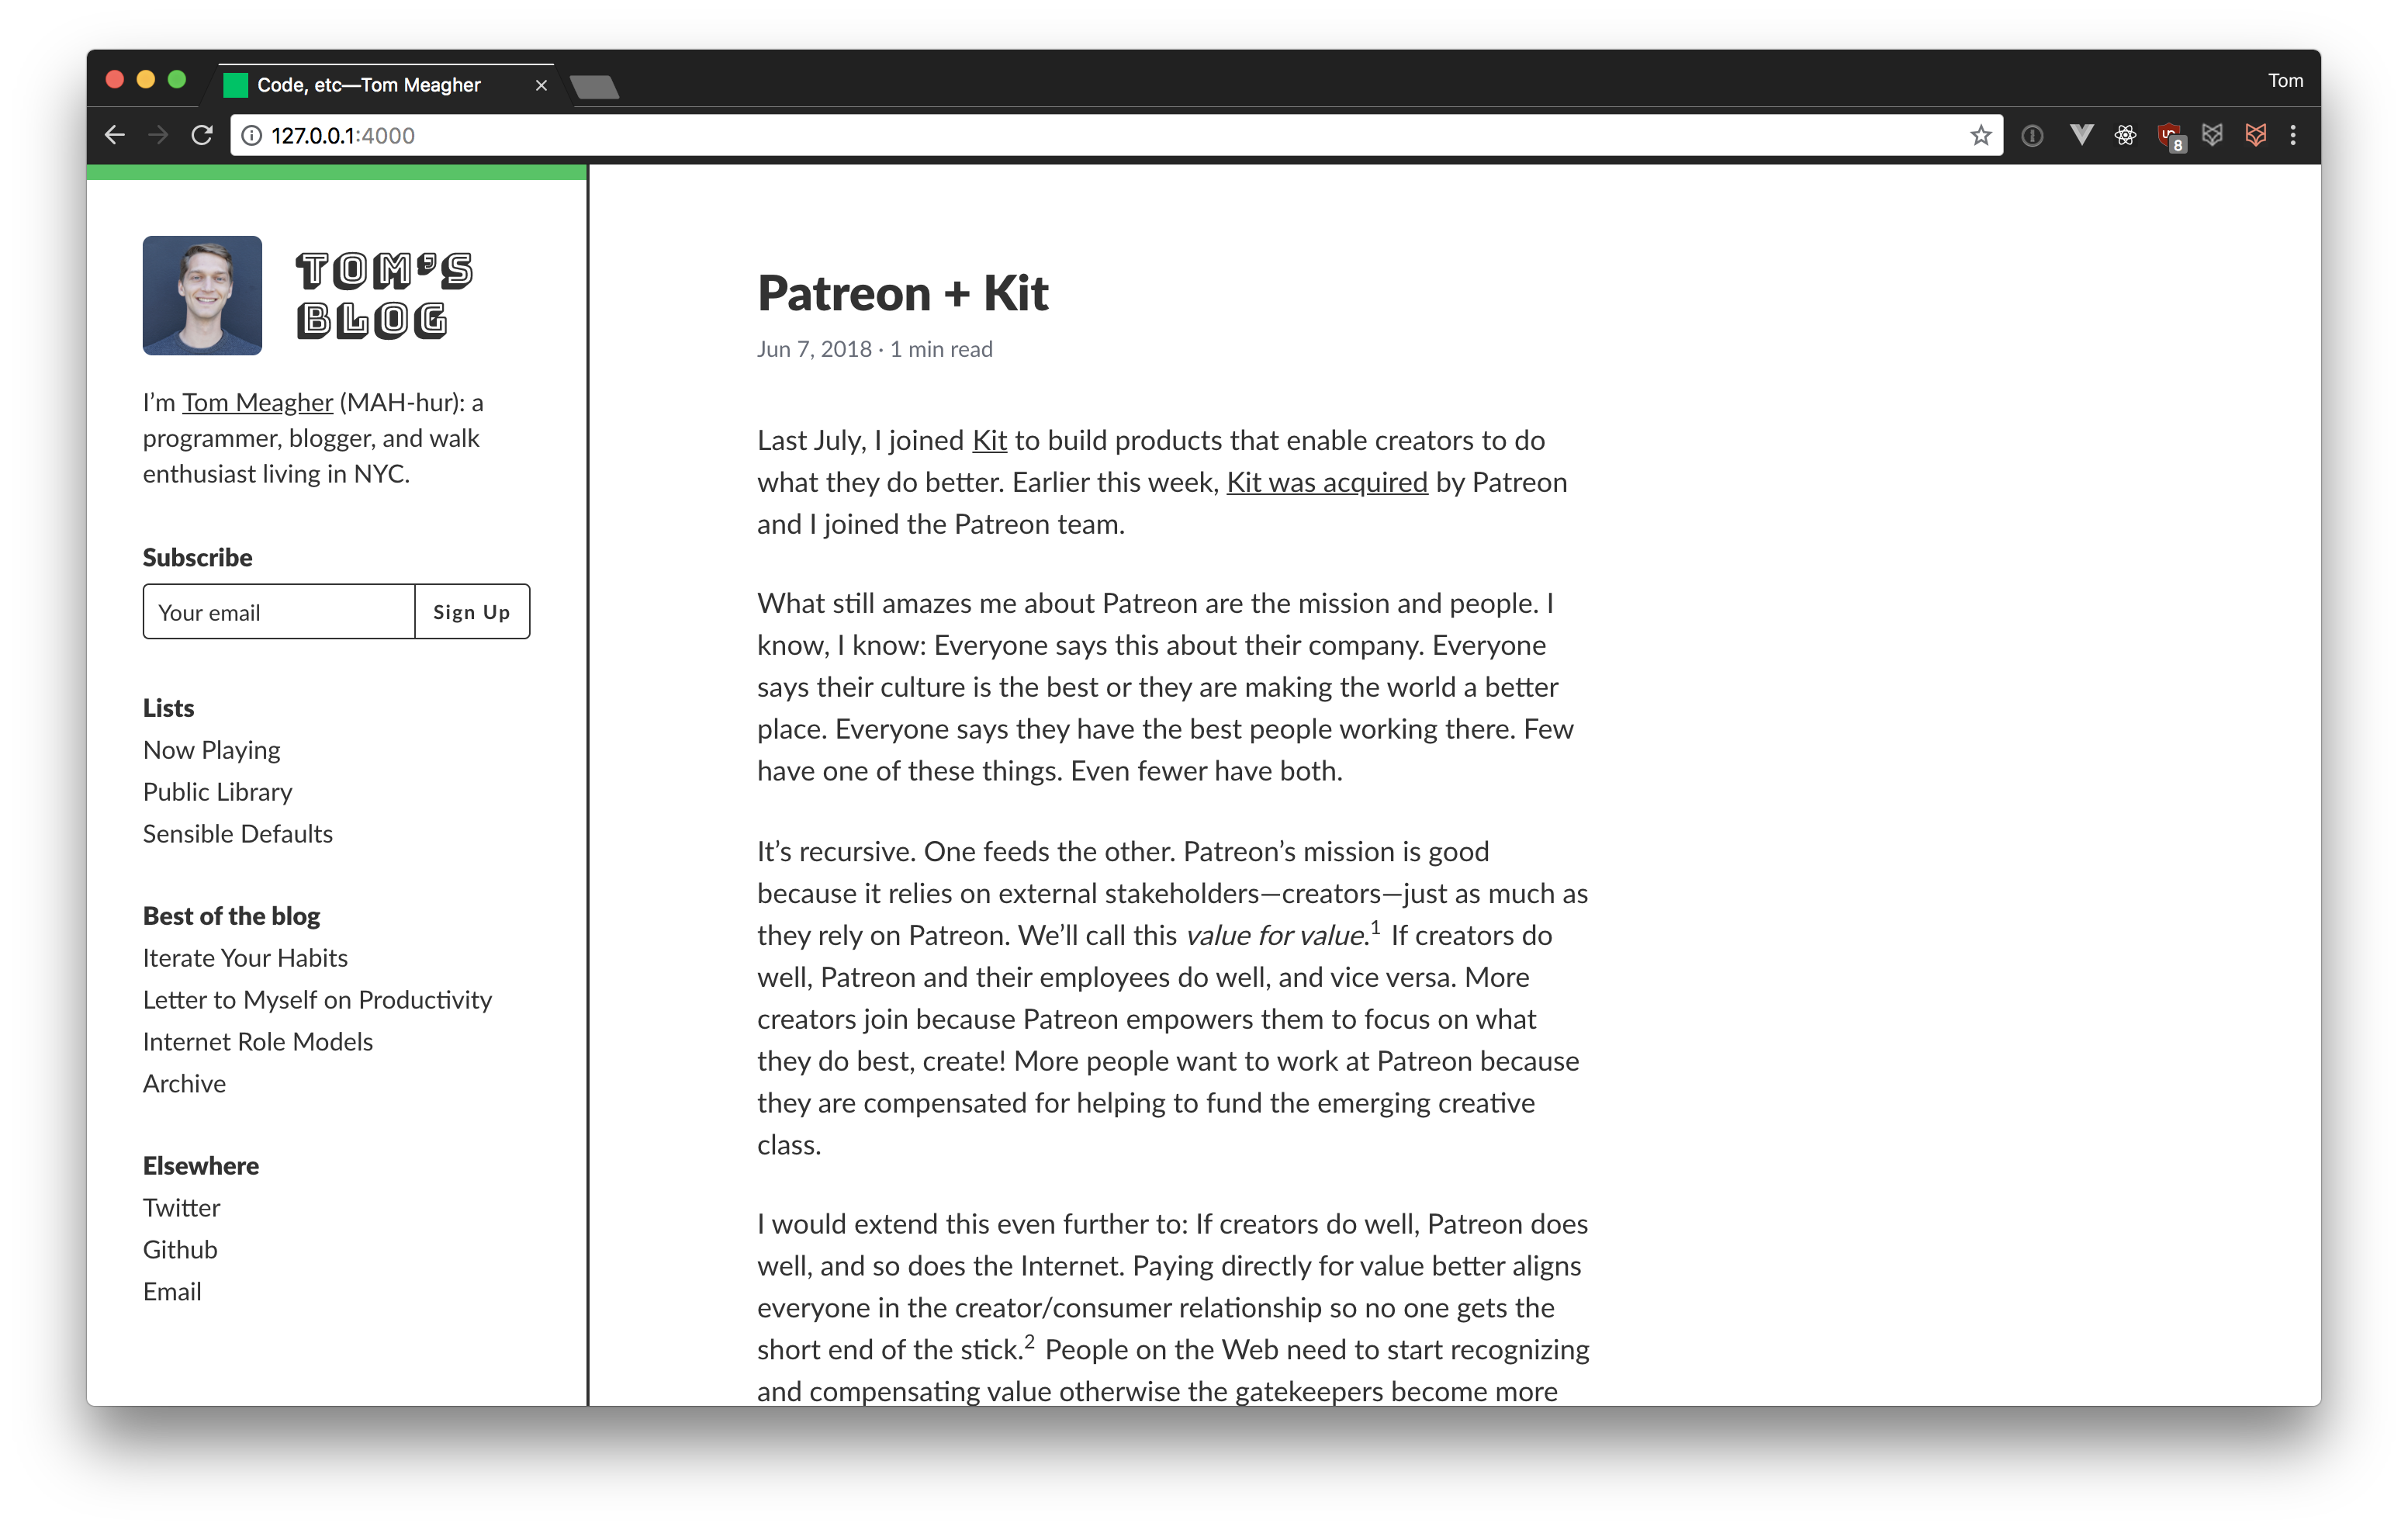 Code, etc—Tom Meagher
Tom
127.0.0.1:4000
8
TOM'S
BLOG
I'm Tom Meagher (MAH-hur): a
programmer, blogger, and walk
enthusiast living in NYC.
Subscribe
Your email
Sign Up
Lists
Now Playing
Public Library
Sensible Defaults
Best of the blog
Iterate Your Habits
Letter to Myself on Productivity
Internet Role Models
Archive
Elsewhere
Twitter
Github
Email
Patreon + Kit
Jun 7, 2018 · 1 min read
Last July, I joined Kit to build products that enable creators to do
what they do better. Earlier this week, Kit was acquired by Patreon
and I joined the Patreon team.
What still amazes me about Patreon are the mission and people. I
know, I know: Everyone says this about their company. Everyone
says their culture is the best or they are making the world a better
place. Everyone says they have the best people working there. Few
have one of these things. Even fewer have both.
It's recursive. One feeds the other. Patreon's mission is good
because it relies on external stakeholders—creators—just as much as
they rely on Patreon. We'll call this value for value.1 If creators do
well, Patreon and their employees do well, and vice versa. More
creators join because Patreon empowers them to focus on what
they do best, create! More people want to work at Patreon because
they are compensated for helping to fund the emerging creative
class.
I would extend this even further to: If creators do well, Patreon does
well, and so does the Internet. Paying directly for value better aligns
everyone in the creator/consumer relationship so no one gets the
short end of the stick.2 People on the Web need to start recognizing
and compensating value otherwise the gatekeepers become more